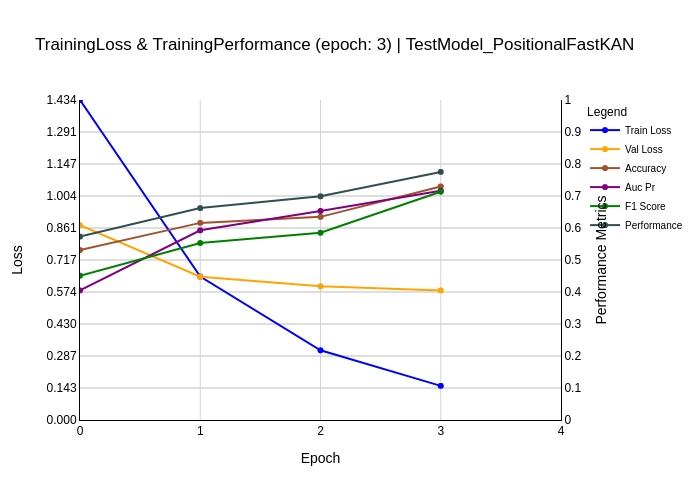 TrainingLoss & TrainingPerformance (epoch: 3) | TestModel_PositionalFastKAN
Legend
Train Loss
Val Loss
Accuracy
Auc Pr
F1 Score
Performance
Loss
1.434
1.291
1.147
1.004
0.861
0.717
0.574
0.430
0.287
0.143
0.000
1
0.9
0.8
0.7
0.6
0.5
0.4
0.3
0.2
0.1
0
Performance Metrics
0 1 2 3 4
Epoch